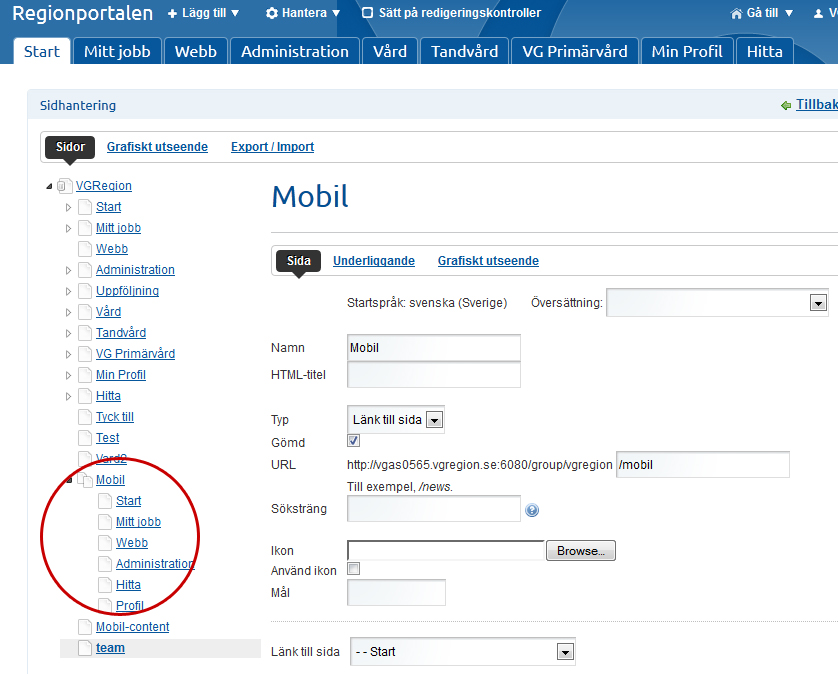 Regionportalen Lägg till Hantera Sätt på redigeringskontroller Gå till
Start Mitt jobb Webb Administration Vård Tandvård VG Primärvård Min Profil Hitta
Sidhantering
Sidor Grafiskt utseende Export / Import
VGRegion
Start
Mitt jobb
Webb
Administration
Uppföljning
Vård
Tandvård
VG Primärvård
Min Profil
Hitta
Tyck till
Test
Vard2
Mobil
Start
Mitt jobb
Webb
Administration
Hitta
Profil
Mobil-content
team
Tillbak
Mobil
Sida Underliggande Grafiskt utseende
Startspråk: svenska (Sverige) Översättning:
Namn Mobil
HTML-titel
Typ Länk till sida
Gömd
URL http://vgas0565.vgregion.se:6080/group/vgregion /mobil
Till exempel, /news.
Söksträng
Ikon Browse...
Använd ikon
Mål
Länk till sida - - Start